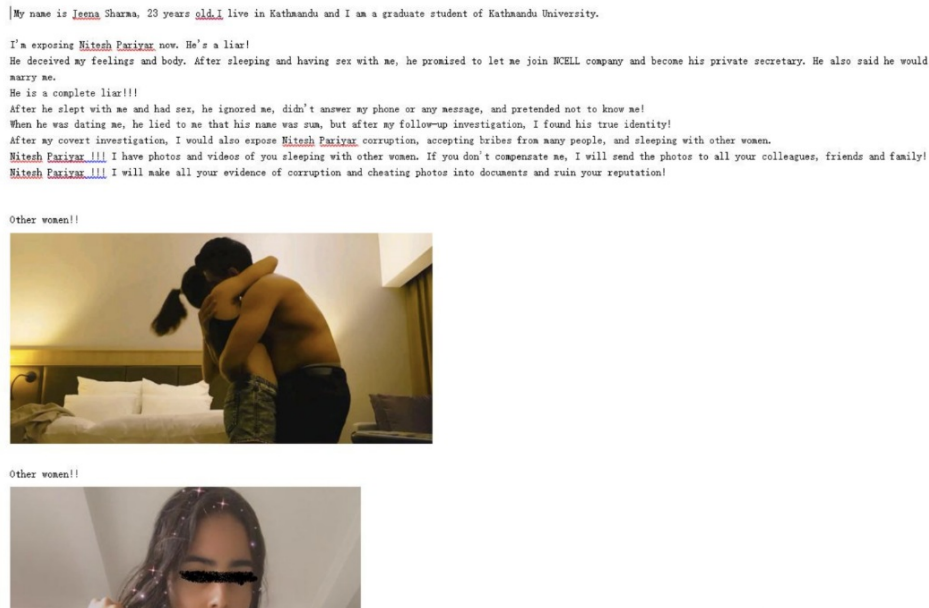 My name is Jeena Sharma, 23 years old.I live in Kathmandu and I am a graduate student of Kathmandu University.
I'm exposing Nitesh Pariyar now. He's a liar!
He deceived my feelings and body. After sleeping and having sex with me, he promised to let me join NCELL company and become his private secretary. He also said he would
marry me.
He is a complete liar!!!
After he slept with me and had sex, he ignored me, didn't answer my phone or any message, and pretended not to know me!
When he was dating me, he lied to me that his name was sum, but after my follow-up investigation, I found his true identity!
After my covert investigation, I would also expose Nitesh Pariyar corruption, accepting bribes from many people, and sleeping with other women.
Nitesh Pariyar !!! I have photos and videos of you sleeping with other women. If you don't compensate me, I will send the photos to all your colleagues, friends and family!
Nitesh Pariyar !!! I will make all your evidence of corruption and cheating photos into documents and ruin your reputation!
Other women!!
Other women!!